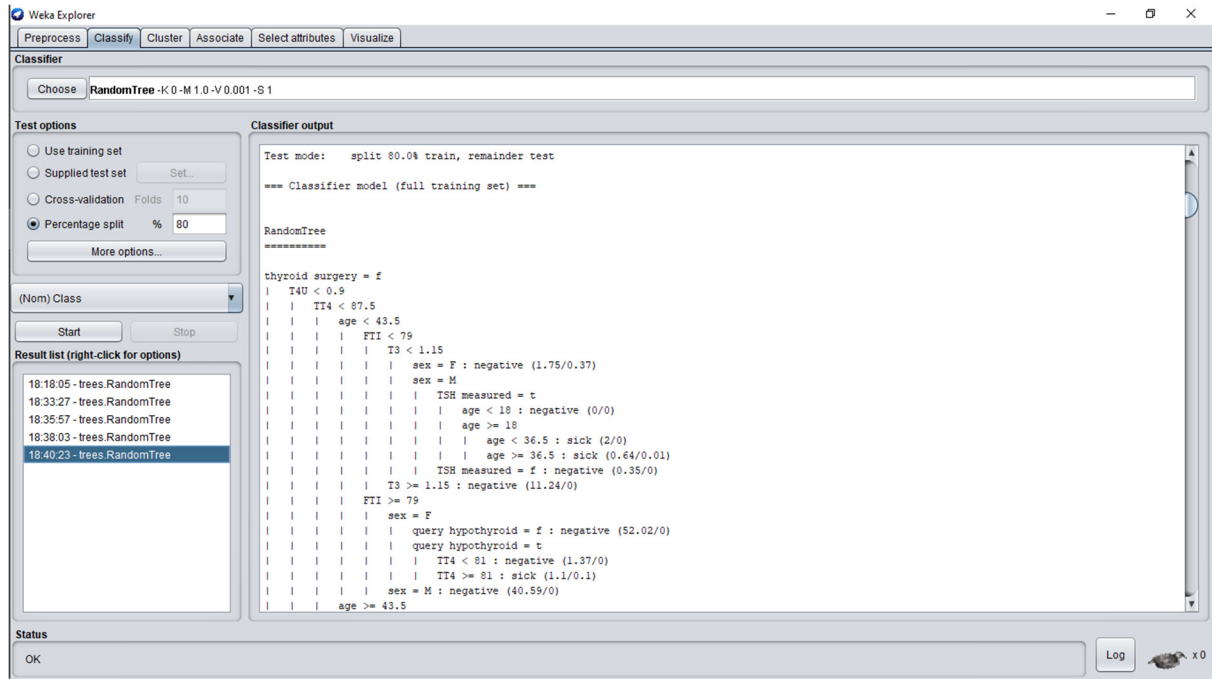 Weka Explorer
Preprocess Classify Cluster Associate Select attributes Visualize
Classifier
Choose RandomTree -K 0 -M 1.0 -V 0.001 -S 1
Test options
Use training set
Supplied test set Set...
Cross-validation Folds 10
Percentage split % 80
More options...
(Nom) Class
Start Stop
Result list (right-click for options)
18:18:05 - trees.RandomTree
18:33:27 - trees.RandomTree
18:35:57 - trees.RandomTree
18:38:03 - trees.RandomTree
18:40:23 - trees.RandomTree
Classifier output
Test mode:    split 80.0% train, remainder test
=== Classifier model (full training set) ===
RandomTree
==========
thyroid surgery = f
|   T4U < 0.9
|   |   TT4 < 87.5
|   |   |   age < 43.5
|   |   |   |   FTI < 79
|   |   |   |   |   T3 < 1.15
|   |   |   |   |   |   sex = F : negative (1.75/0.37)
|   |   |   |   |   |   sex = M
|   |   |   |   |   |   |   TSH measured = t
|   |   |   |   |   |   |   |   age < 18 : negative (0/0)
|   |   |   |   |   |   |   |   age >= 18
|   |   |   |   |   |   |   |   |   age < 36.5 : sick (2/0)
|   |   |   |   |   |   |   |   |   age >= 36.5 : sick (0.64/0.01)
|   |   |   |   |   |   |   TSH measured = f : negative (0.35/0)
|   |   |   |   |   T3 >= 1.15 : negative (11.24/0)
|   |   |   |   FTI >= 79
|   |   |   |   |   sex = F
|   |   |   |   |   |   query hypothyroid = f : negative (52.02/0)
|   |   |   |   |   |   query hypothyroid = t
|   |   |   |   |   |   |   TT4 < 81 : negative (1.37/0)
|   |   |   |   |   |   |   TT4 >= 81 : sick (1.1/0.1)
|   |   |   |   |   sex = M : negative (40.59/0)
|   |   |   age >= 43.5
Status
OK
Log x 0